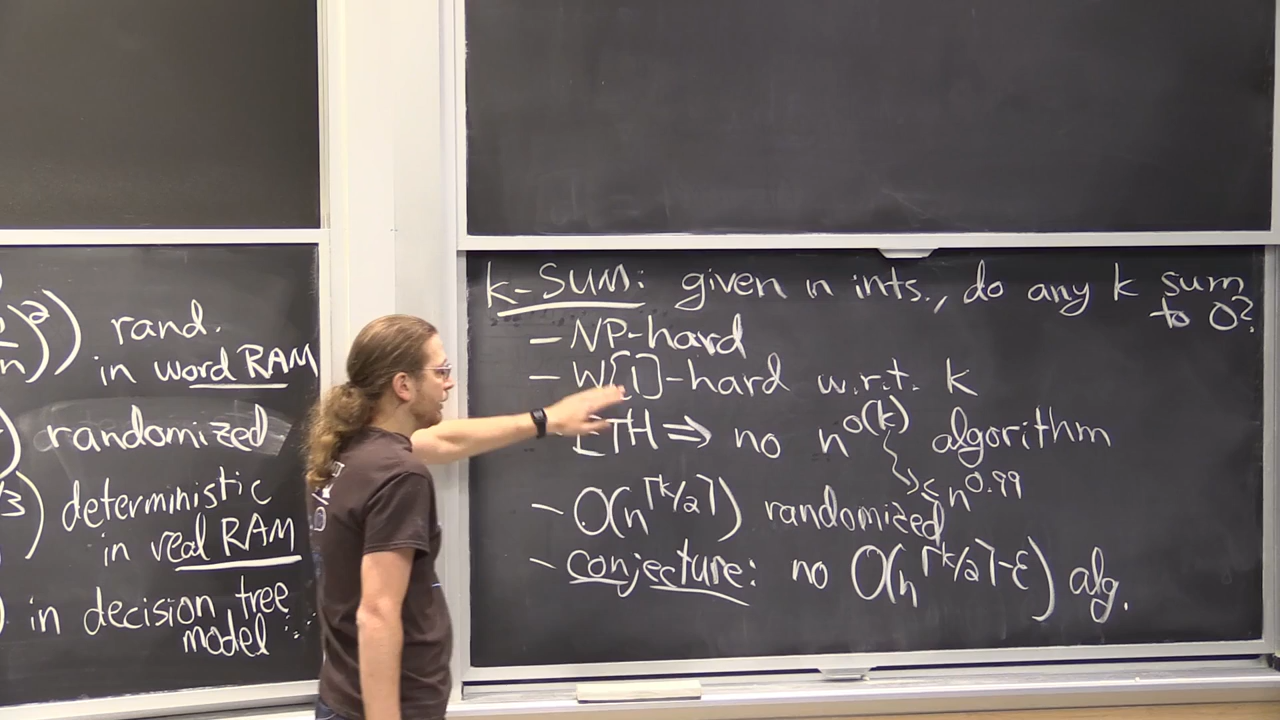 )²) rand.
n)
in word RAM
) randomized
/3) deterministic
in real RAM
) in decision tree
model
k-SUM: given n ints., do any k sum
to 0?
- NP-hard
- W[1]-hard w.r.t. k
ETH ⇒ no n^o(k) algorithm
≤ n^0.99
- O(n^⌈k/2⌉) randomized
- conjecture: no O(n^⌈k/2⌉-ε) alg.